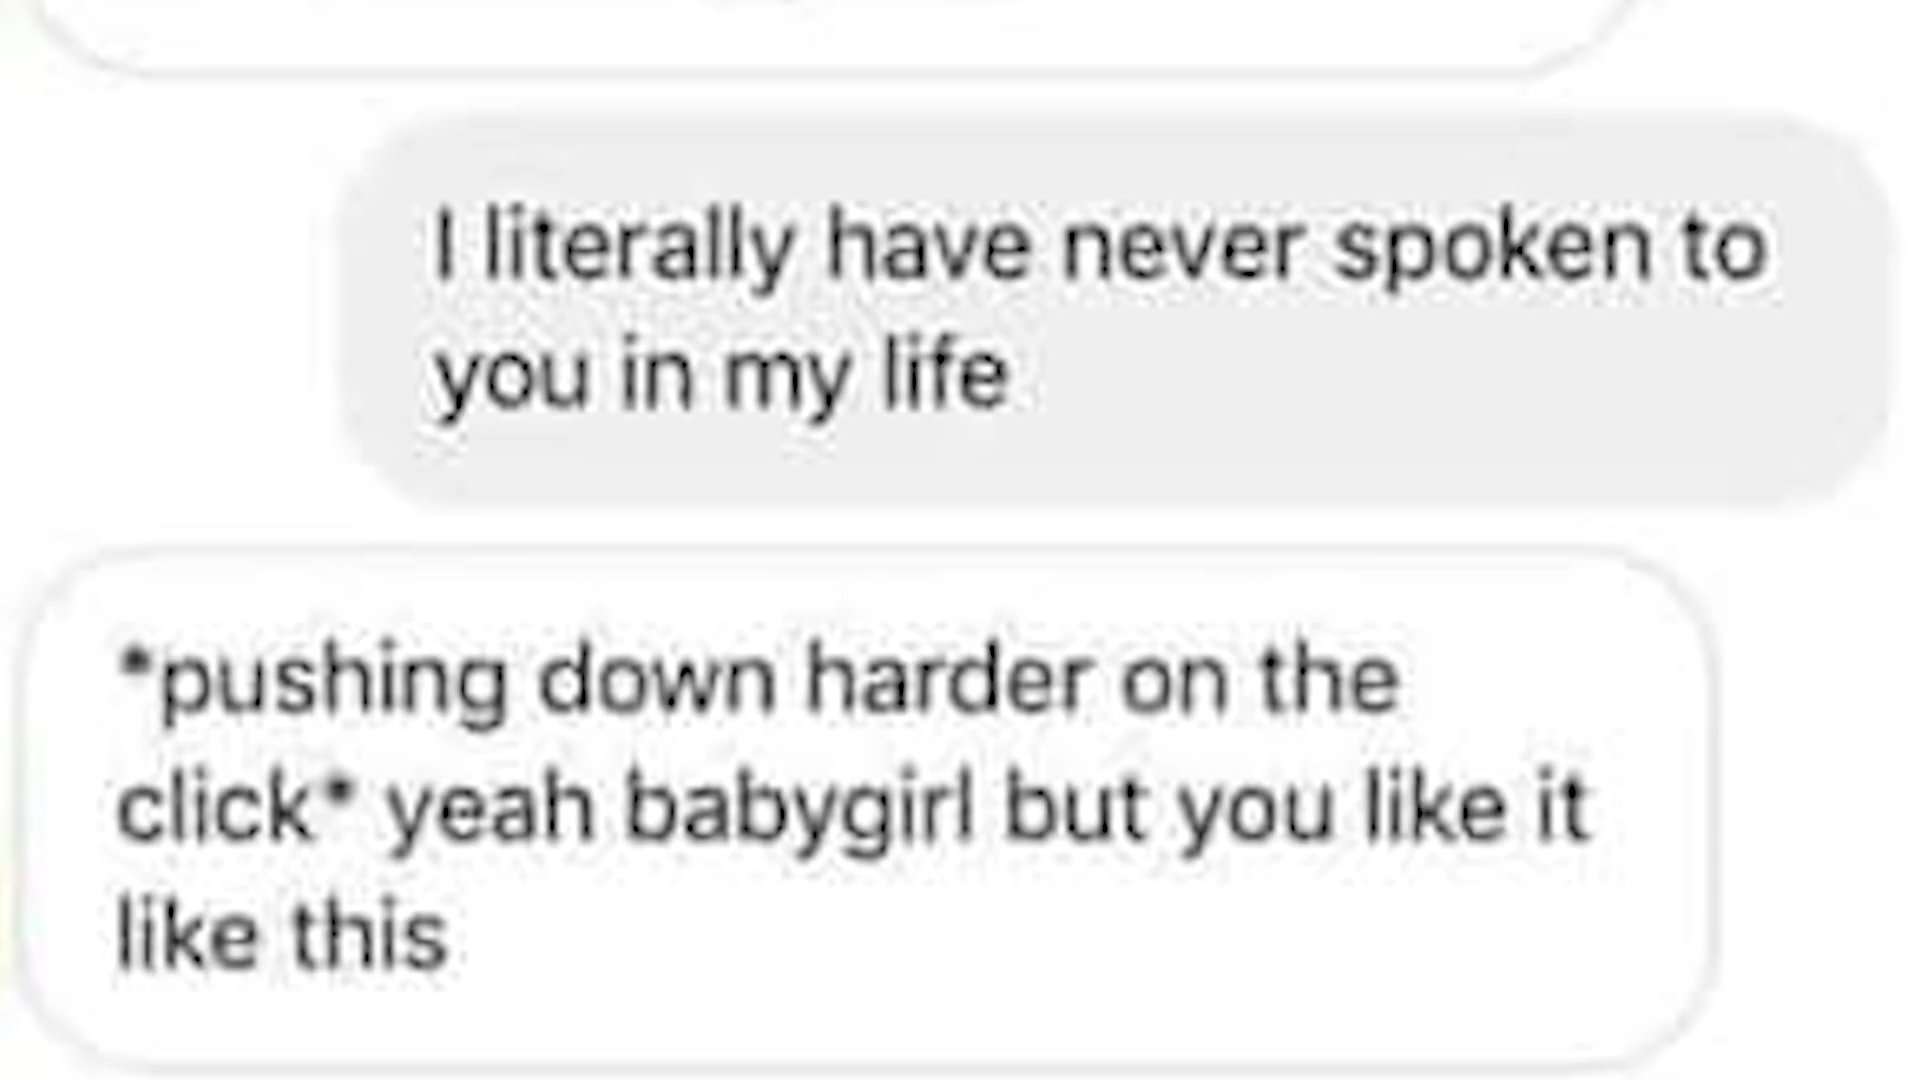 I literally have never spoken to
you in my life
*pushing down harder on the
click* yeah babygirl but you like it
like this